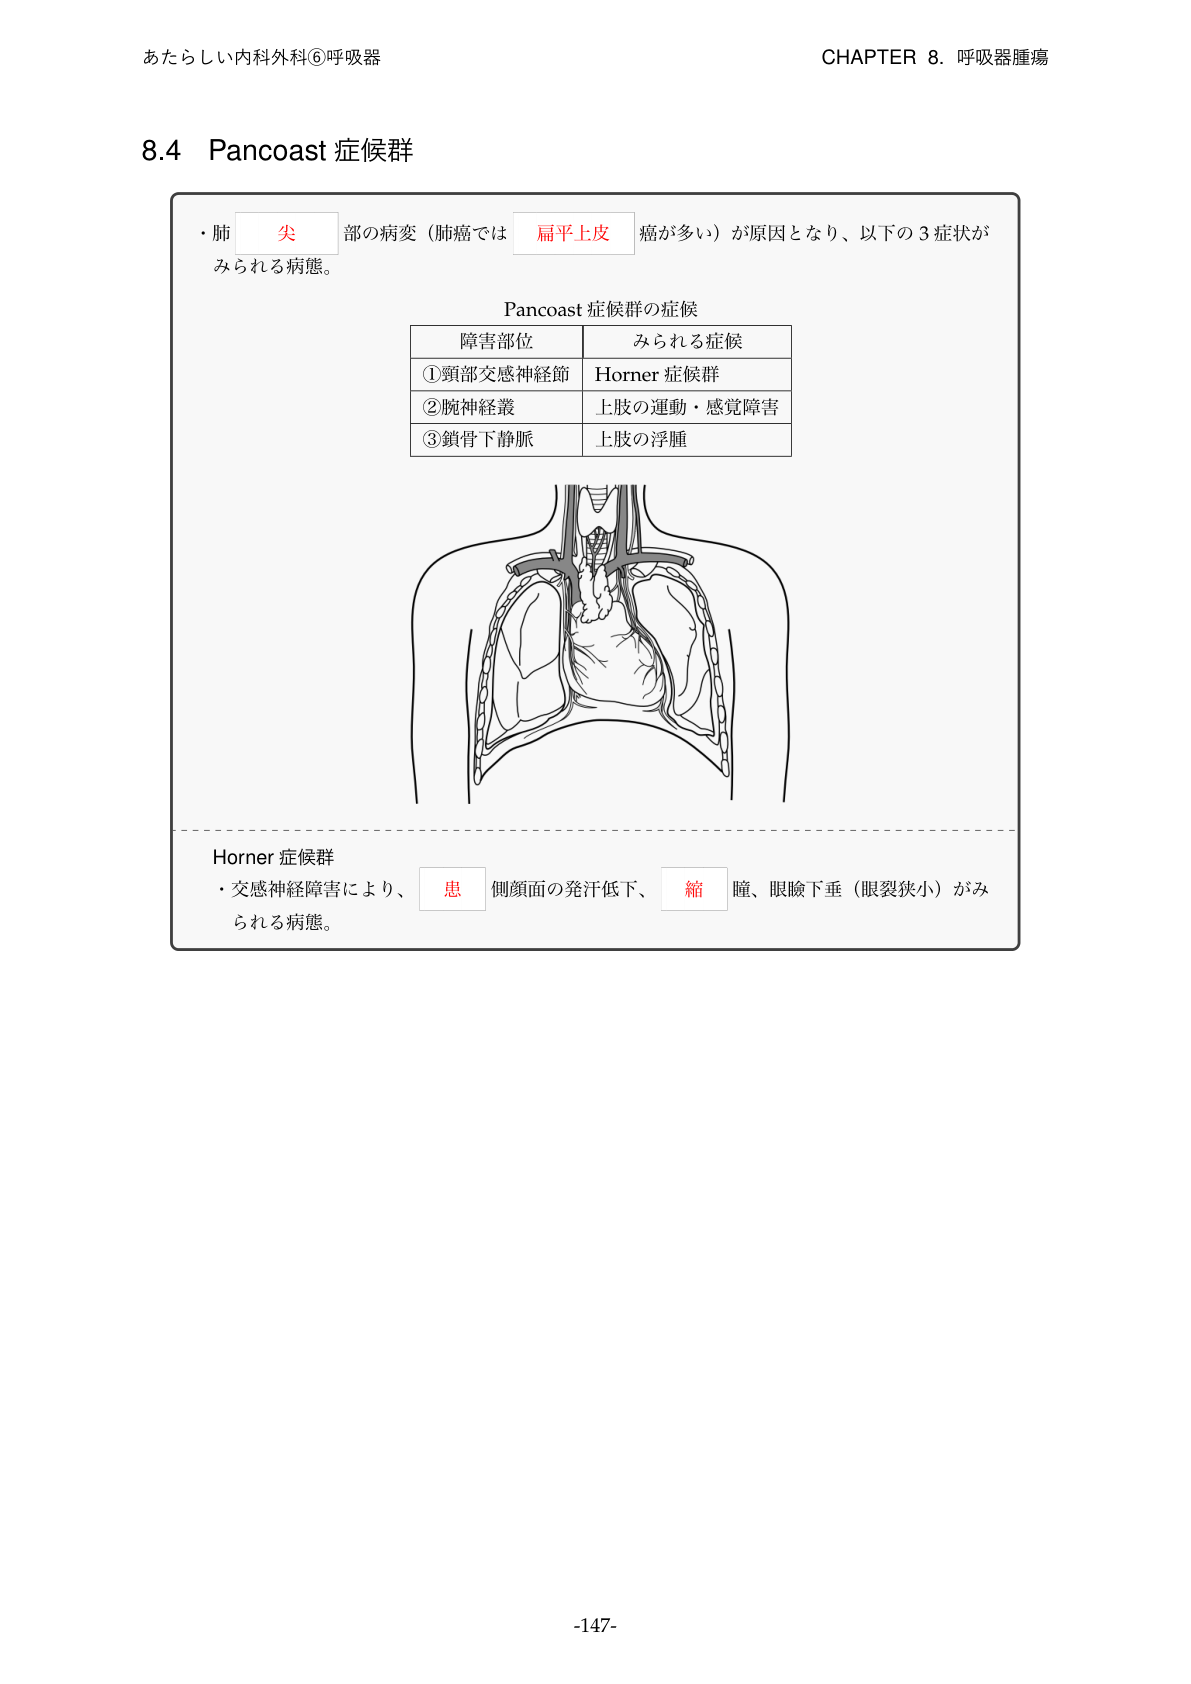 あたらしい内科外科⑥呼吸器
CHAPTER 8. 呼吸器腫瘍
8.4 Pancoast 症候群
・肺 尖 部の病変（肺癌では 扁平上皮 癌が多い）が原因となり、以下の 3 症状が
みられる病態。
Pancoast 症候群の症候
障害部位 みられる症候
①頸部交感神経節 Horner 症候群
②腕神経叢 上肢の運動・感覚障害
③鎖骨下静脈 上肢の浮腫
Horner 症候群
・交感神経障害により、 患 側顔面の発汗低下、 縮 瞳、眼瞼下垂（眼裂狭小）がみ
られる病態。
-147-